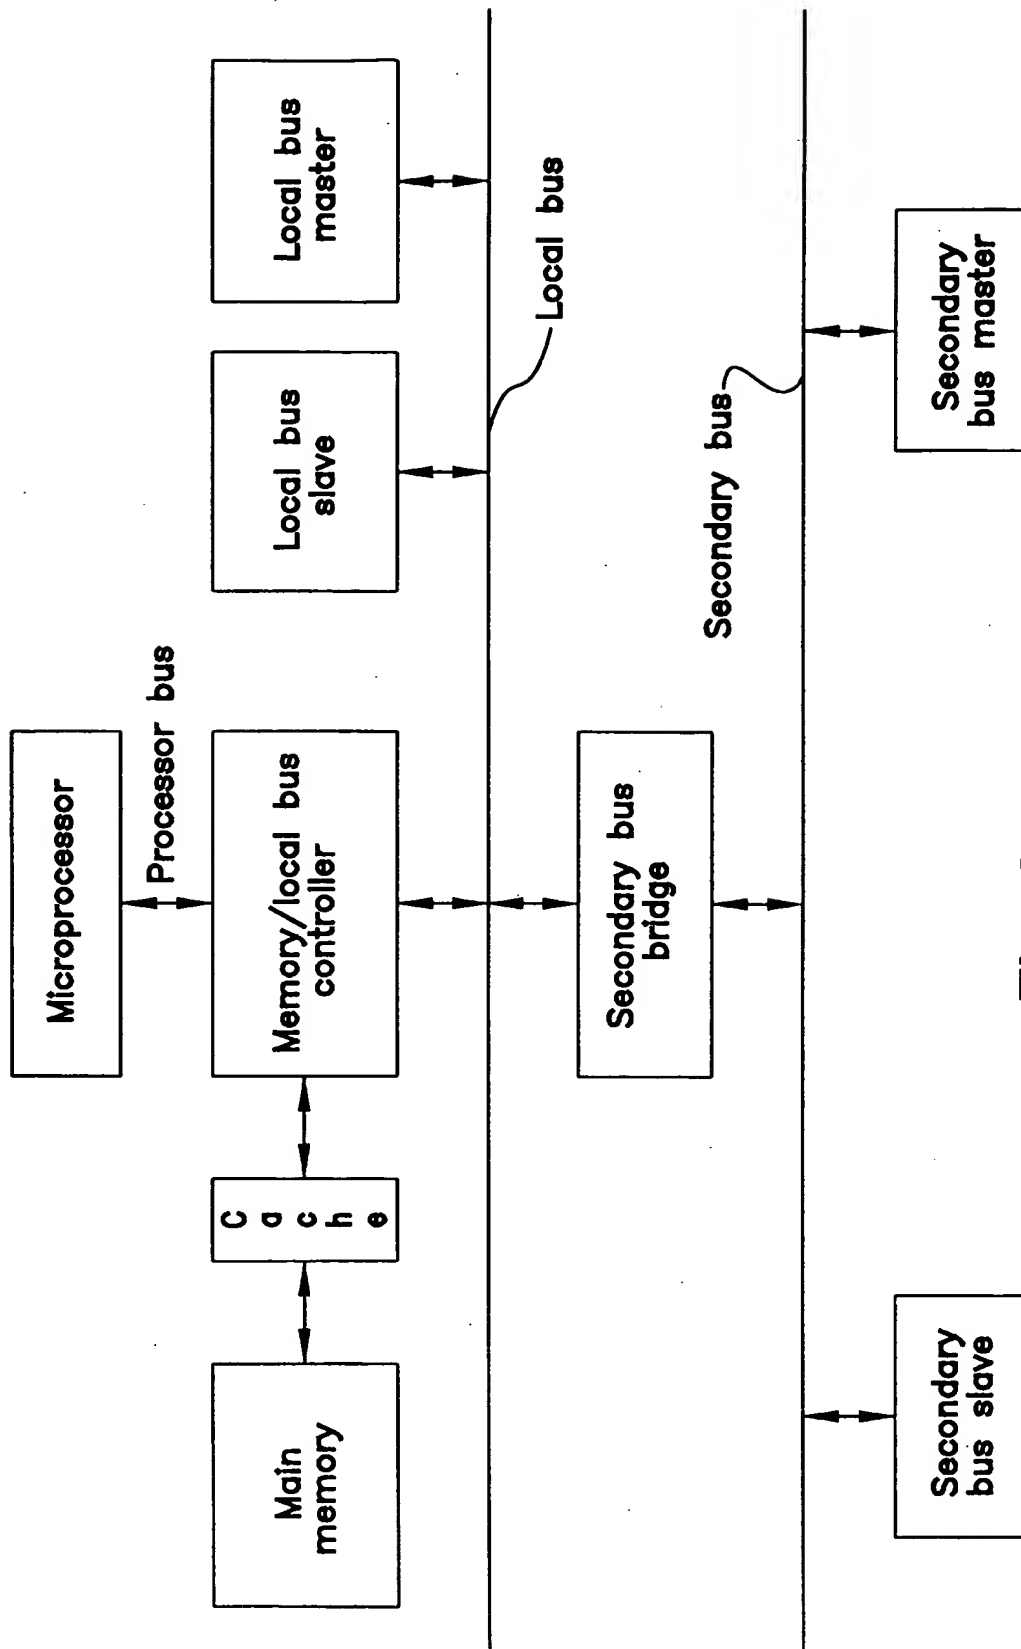 Microprocessor
Processor bus
Main
memory
Cache
Memory/local bus
controller
Local bus
slave
Local bus
master
Local bus
Secondary bus
bridge
Secondary bus
Secondary
bus slave
Secondary
bus master